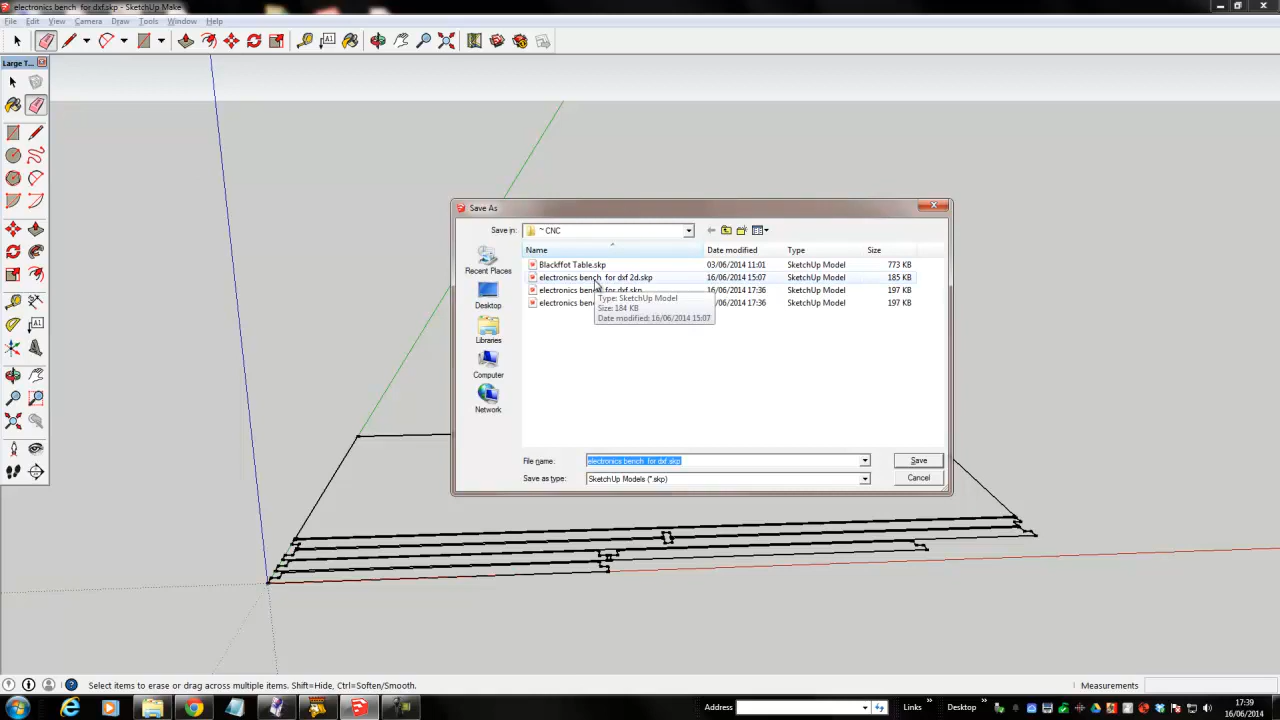 electronics bench  for dxf.skp - SketchUp Make
File Edit View Camera Draw Tools Window Help
Large T...
Save As
Save in: ~ CNC
Name Date modified Type Size
Blackffot Table.skp 03/06/2014 11:01 SketchUp Model 773 KB
electronics bench  for dxf 2d.skp 16/06/2014 15:07 SketchUp Model 185 KB
electronics bench  for dxf.skp 16/06/2014 17:36 SketchUp Model 197 KB
electronics ben 16/06/2014 17:36 SketchUp Model 197 KB
Type: SketchUp Model
Size: 184 KB
Date modified: 16/06/2014 15:07
Recent Places
Desktop
Libraries
Computer
Network
File name: electronics bench  for dxf.skp Save
Save as type: SketchUp Models (*.skp) Cancel
Select items to erase or drag across multiple items. Shift=Hide, Ctrl=Soften/Smooth. Measurements
Address Links » Desktop » 17:39
16/06/2014